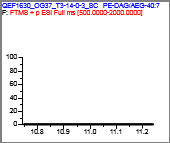 QEF1630_OG37_T3-14-0-3_SC PE-DAG/AEG-40:7
F: FTMS + p ESI Full ms [500.0000-2000.0000]
100
80
60
40
20
0
10.8 10.9 11.0 11.1 11.2